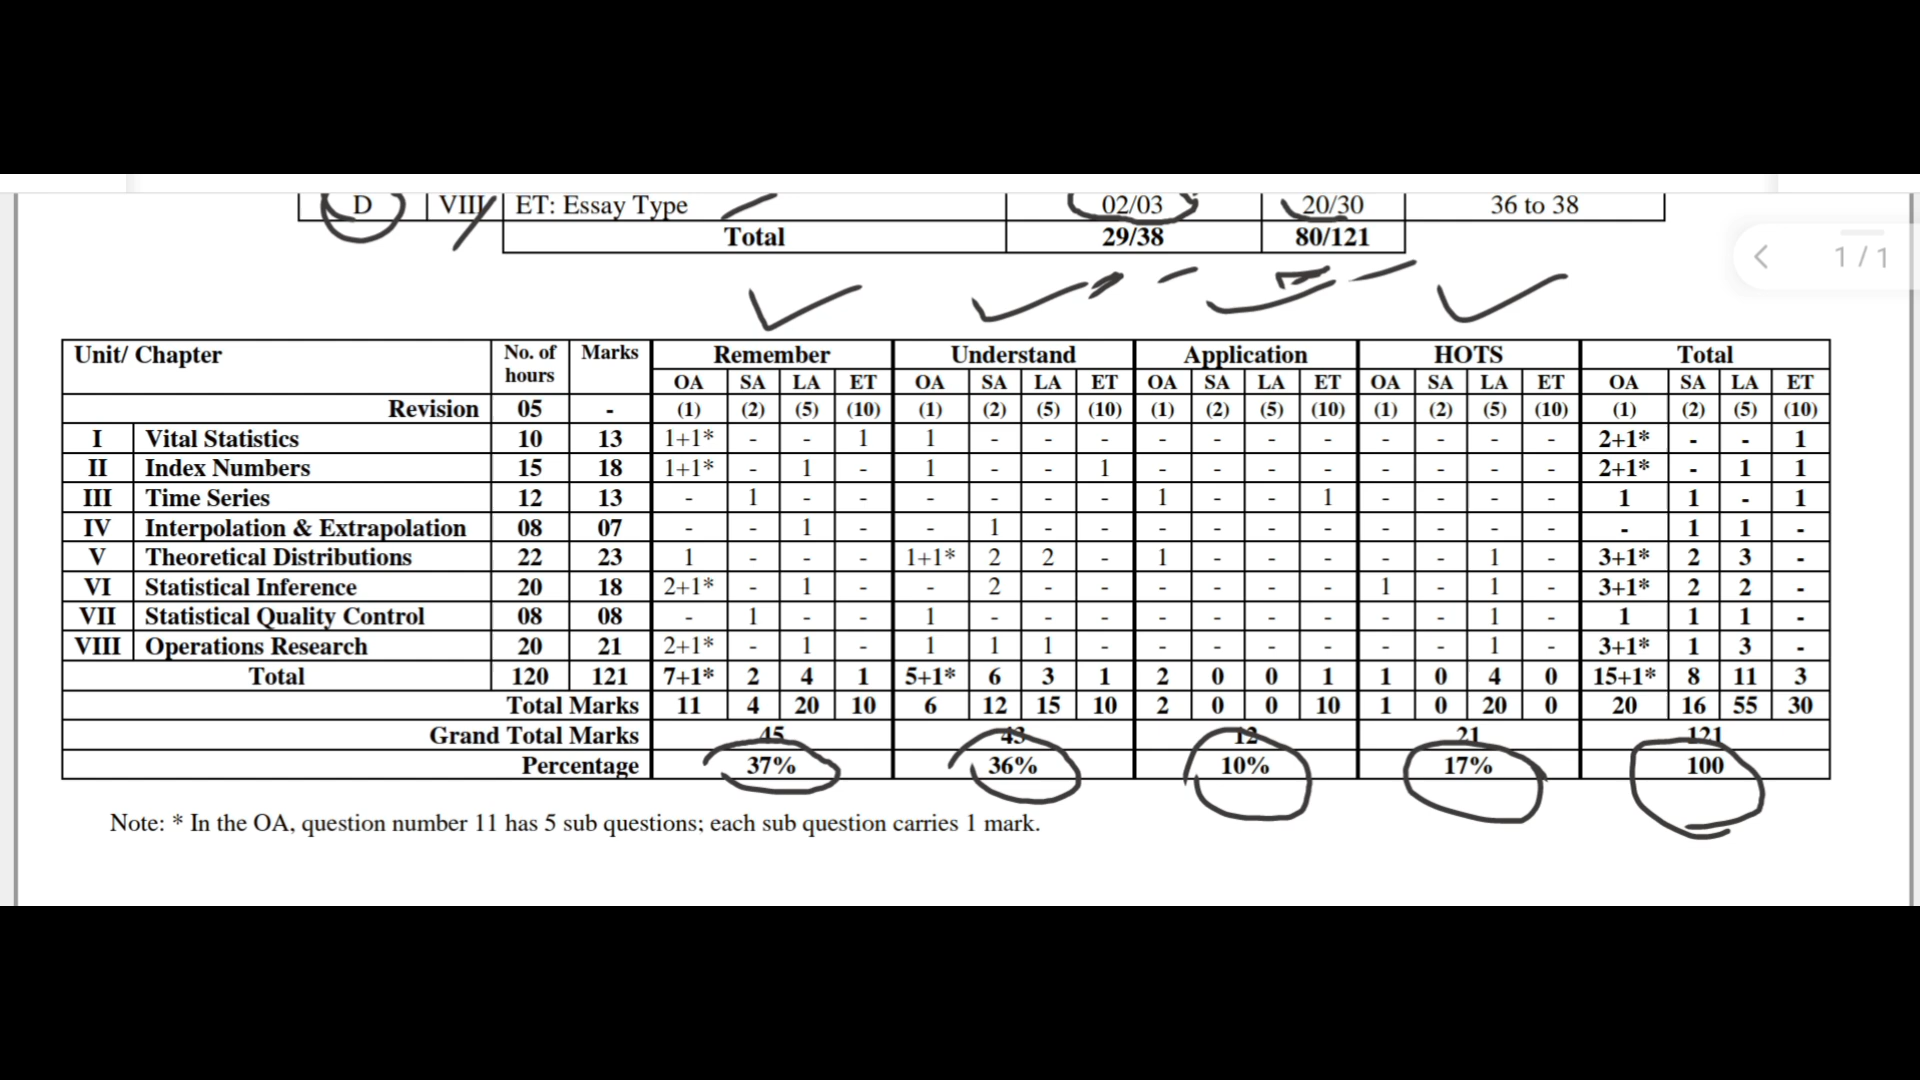 D VIII ET: Essay Type 02/03 20/30 36 to 38
Total 29/38 80/121
1 / 1
Unit/ Chapter No. of hours Marks Remember Understand Application HOTS Total
OA SA LA ET OA SA LA ET OA SA LA ET OA SA LA ET OA SA LA ET
Revision 05 - (1) (2) (5) (10) (1) (2) (5) (10) (1) (2) (5) (10) (1) (2) (5) (10) (1) (2) (5) (10)
I Vital Statistics 10 13 1+1* - - 1 1 - - - - - - - - - - - 2+1* - - 1
II Index Numbers 15 18 1+1* - 1 - 1 - - 1 - - - - - - - - 2+1* - 1 1
III Time Series 12 13 - 1 - - - - - - 1 - - 1 - - - - 1 1 - 1
IV Interpolation & Extrapolation 08 07 - - 1 - - 1 - - - - - - - - - - - 1 1 -
V Theoretical Distributions 22 23 1 - - - 1+1* 2 2 - 1 - - - - - 1 - 3+1* 2 3 -
VI Statistical Inference 20 18 2+1* - 1 - - 2 - - - - - - 1 - 1 - 3+1* 2 2 -
VII Statistical Quality Control 08 08 - 1 - - 1 - - - - - - - - - 1 - 1 1 1 -
VIII Operations Research 20 21 2+1* - 1 - 1 1 1 - - - - - - - 1 - 3+1* 1 3 -
Total 120 121 7+1* 2 4 1 5+1* 6 3 1 2 0 0 1 1 0 4 0 15+1* 8 11 3
Total Marks 11 4 20 10 6 12 15 10 2 0 0 10 1 0 20 0 20 16 55 30
Grand Total Marks 45 43 12 21 121
Percentage 37% 36% 10% 17% 100
Note: * In the OA, question number 11 has 5 sub questions; each sub question carries 1 mark.